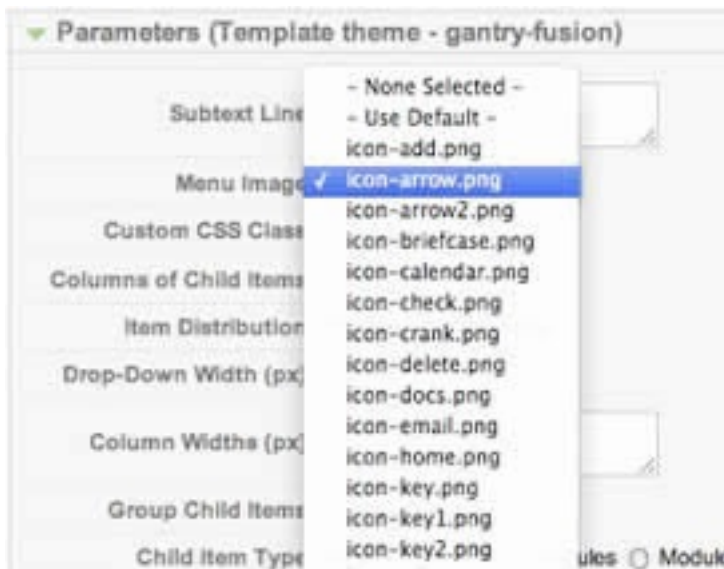 Parameters (Template theme - gantry-fusion)
Subtext Line
Menu Image
Custom CSS Class
Columns of Child Items
Item Distribution
Drop-Down Width (px)
Column Widths (px)
Group Child Items
Child Item Type
- None Selected -
- Use Default -
icon-add.png
✓ icon-arrow.png
icon-arrow2.png
icon-briefcase.png
icon-calendar.png
icon-check.png
icon-crank.png
icon-delete.png
icon-docs.png
icon-email.png
icon-home.png
icon-key.png
icon-key1.png
icon-key2.png